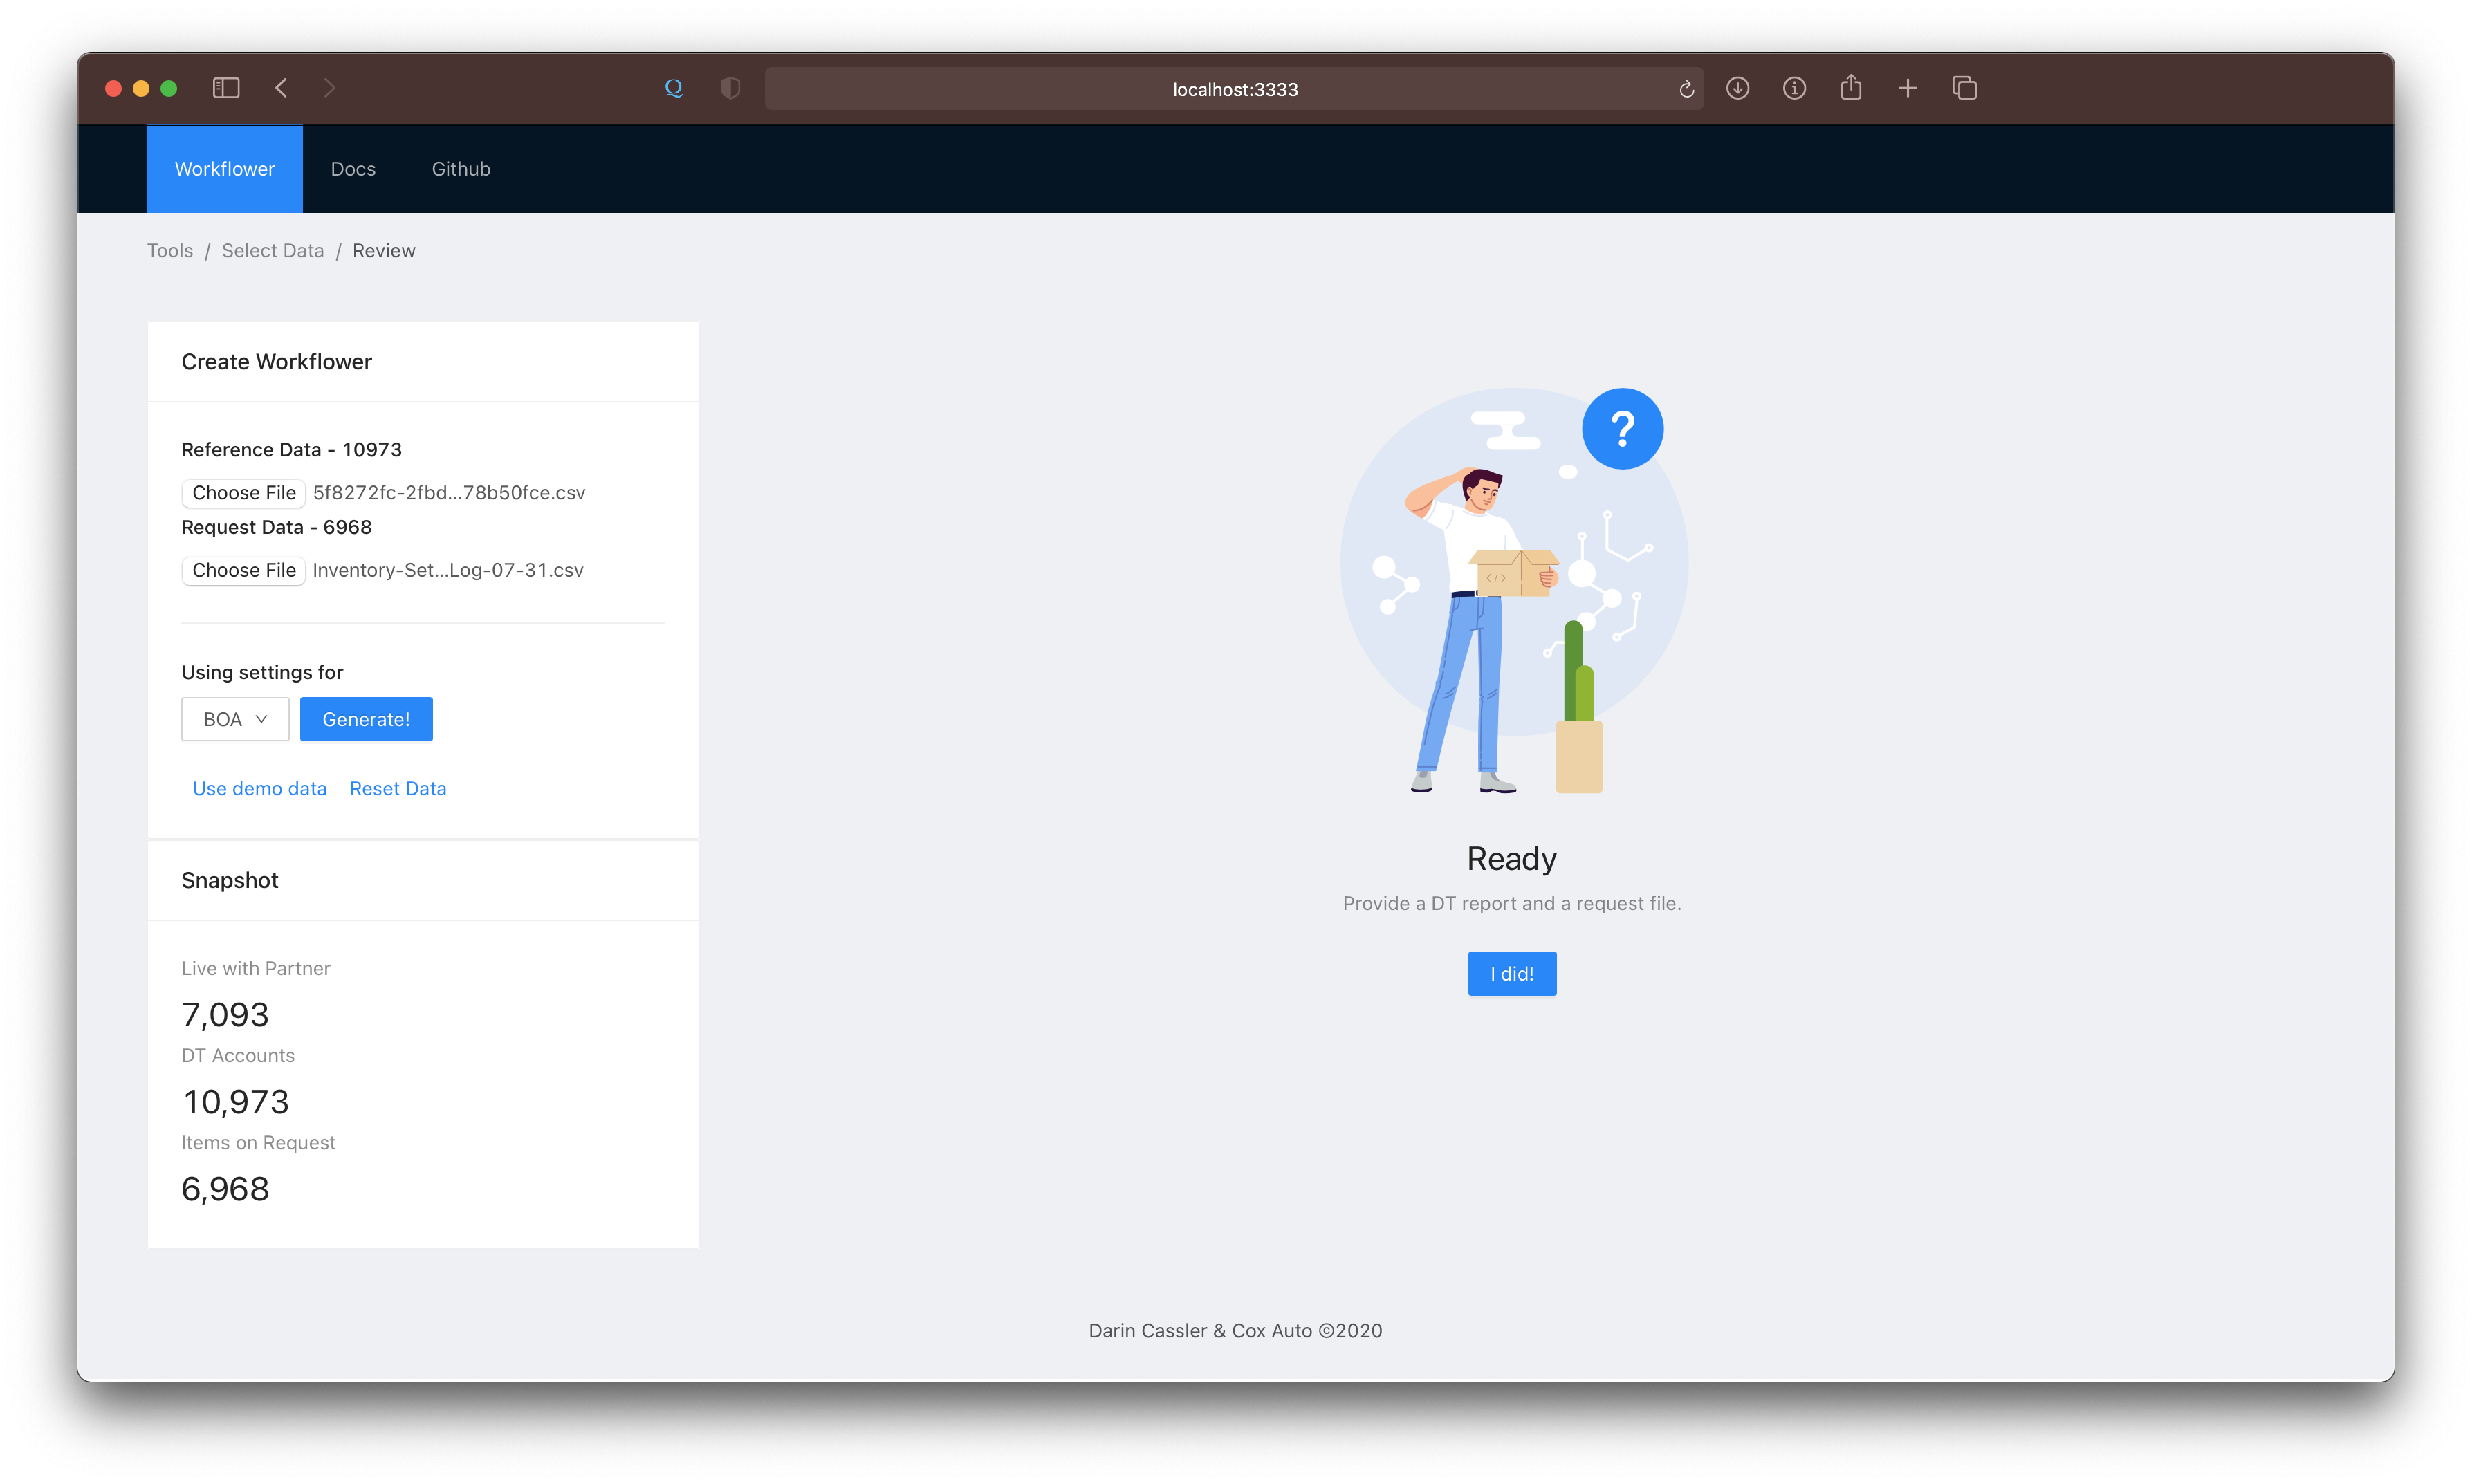 localhost:3333
Workflower Docs Github
Tools / Select Data / Review
Create Workflower
Reference Data - 10973
Choose File 5f8272fc-2fbd...78b50fce.csv
Request Data - 6968
Choose File Inventory-Set...Log-07-31.csv
Using settings for
BOA Generate!
Use demo data Reset Data
Snapshot
Live with Partner
7,093
DT Accounts
10,973
Items on Request
6,968
?
</>
Ready
Provide a DT report and a request file.
I did!
Darin Cassler & Cox Auto ©2020